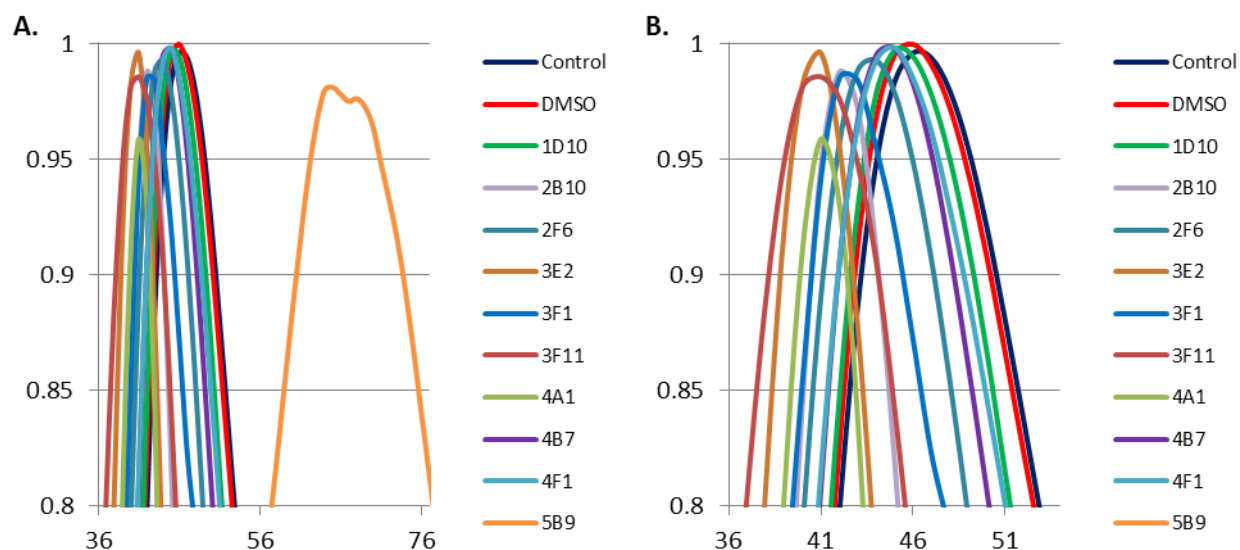 A.
1
0.95
0.9
0.85
0.8
36 56 76
Control
DMSO
1D10
2B10
2F6
3E2
3F1
3F11
4A1
4B7
4F1
5B9
B.
1
0.95
0.9
0.85
0.8
36 41 46 51
Control
DMSO
1D10
2B10
2F6
3E2
3F1
3F11
4A1
4B7
4F1
5B9